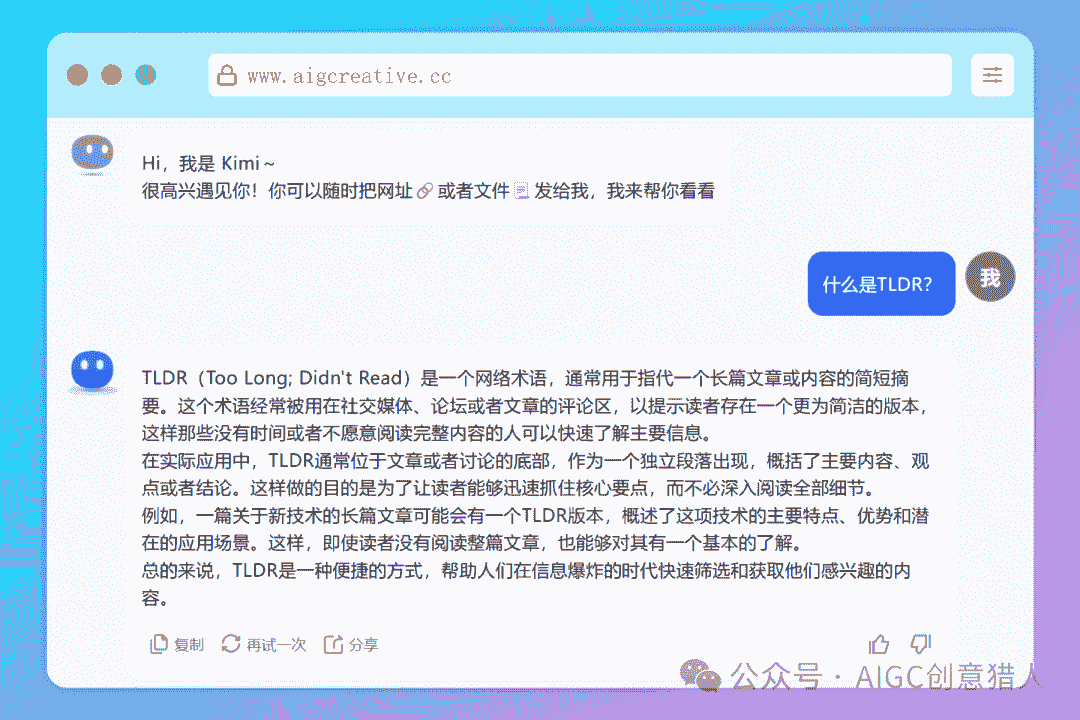 www.aigcreative.cc
Hi，我是 Kimi～
很高兴遇见你！你可以随时把网址🔗或者文件📃发给我，我来帮你看看
什么是TLDR？
我
TLDR（Too Long; Didn't Read）是一个网络术语，通常用于指代一个长篇文章或内容的简短摘
要。这个术语经常被用在社交媒体、论坛或者文章的评论区，以提示读者存在一个更为简洁的版本，
这样那些没有时间或者不愿意阅读完整内容的人可以快速了解主要信息。
在实际应用中，TLDR通常位于文章或者讨论的底部，作为一个独立段落出现，概括了主要内容、观
点或者结论。这样做的目的是为了让读者能够迅速抓住核心要点，而不必深入阅读全部细节。
例如，一篇关于新技术的长篇文章可能会有一个TLDR版本，概述了这项技术的主要特点、优势和潜
在的应用场景。这样，即使读者没有阅读整篇文章，也能够对其有一个基本的了解。
总的来说，TLDR是一种便捷的方式，帮助人们在信息爆炸的时代快速筛选和获取他们感兴趣的内
容。
复制 再试一次 分享
公众号 · AIGC创意猎人